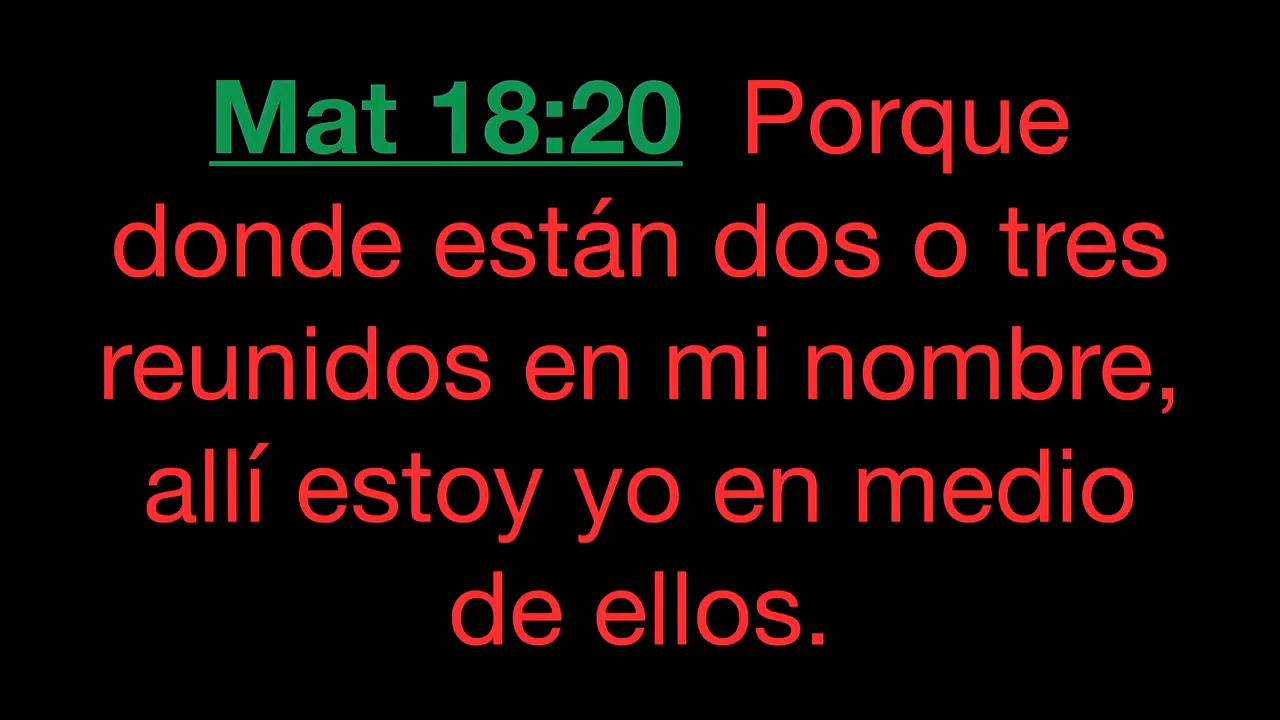 Mat 18:20  Porque
donde están dos o tres
reunidos en mi nombre,
allí estoy yo en medio
de ellos.